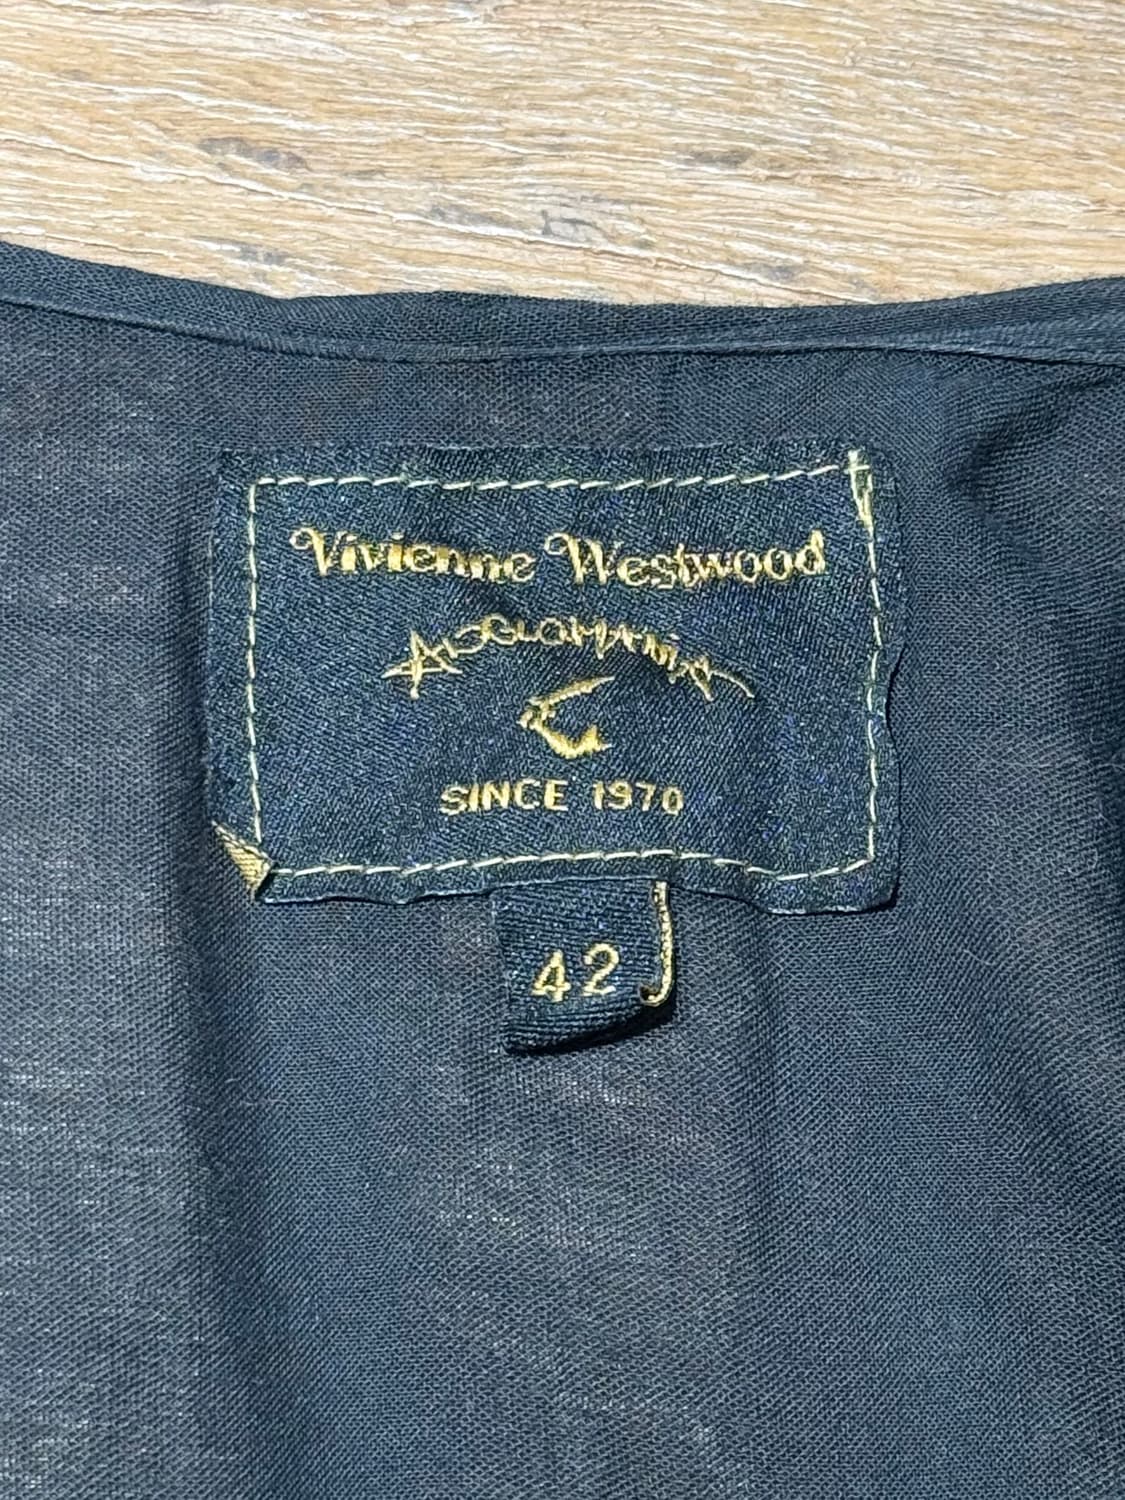 Vivienne Westwood
ANGLOMANIA
SINCE 1970
42